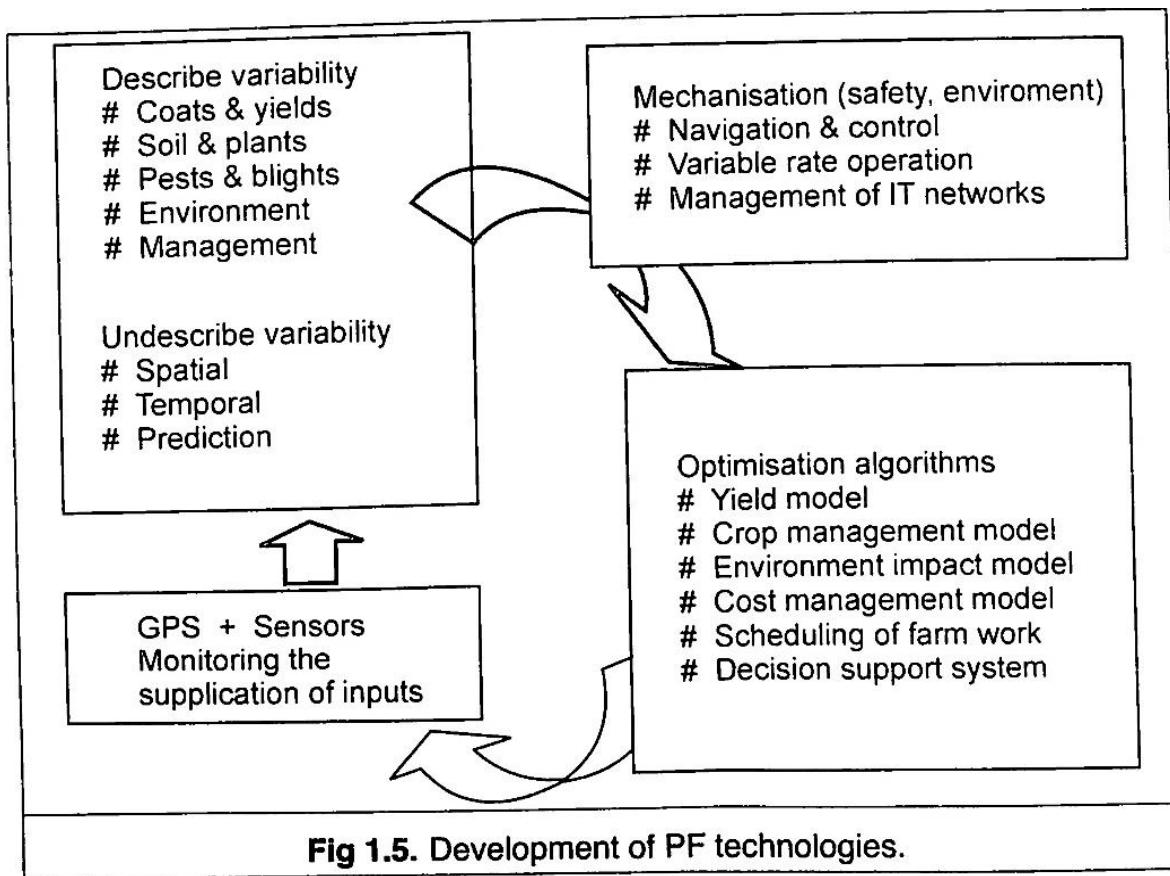 Describe variability
# Coats & yields
# Soil & plants
# Pests & blights
# Environment
# Management
Undescribe variability
# Spatial
# Temporal
# Prediction
Mechanisation (safety, enviroment)
# Navigation & control
# Variable rate operation
# Management of IT networks
Optimisation algorithms
# Yield model
# Crop management model
# Environment impact model
# Cost management model
# Scheduling of farm work
# Decision support system
GPS + Sensors
Monitoring the
supplication of inputs
Fig 1.5. Development of PF technologies.